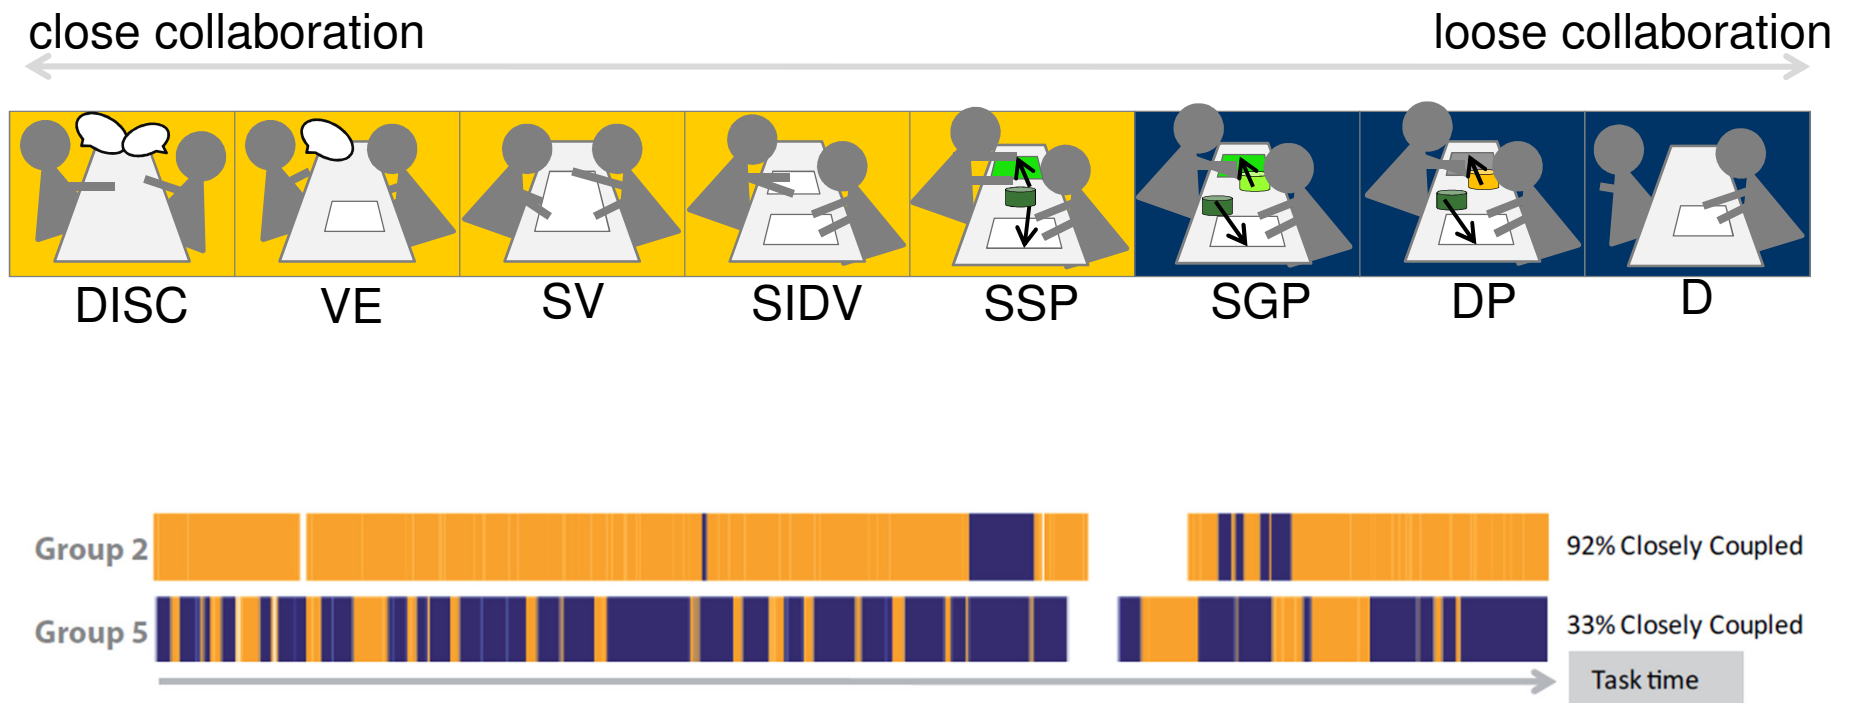 close collaboration
loose collaboration
DISC
VE
SV
SIDV
SSP
SGP
DP
D
Group 2
92% Closely Coupled
Group 5
33% Closely Coupled
Task time